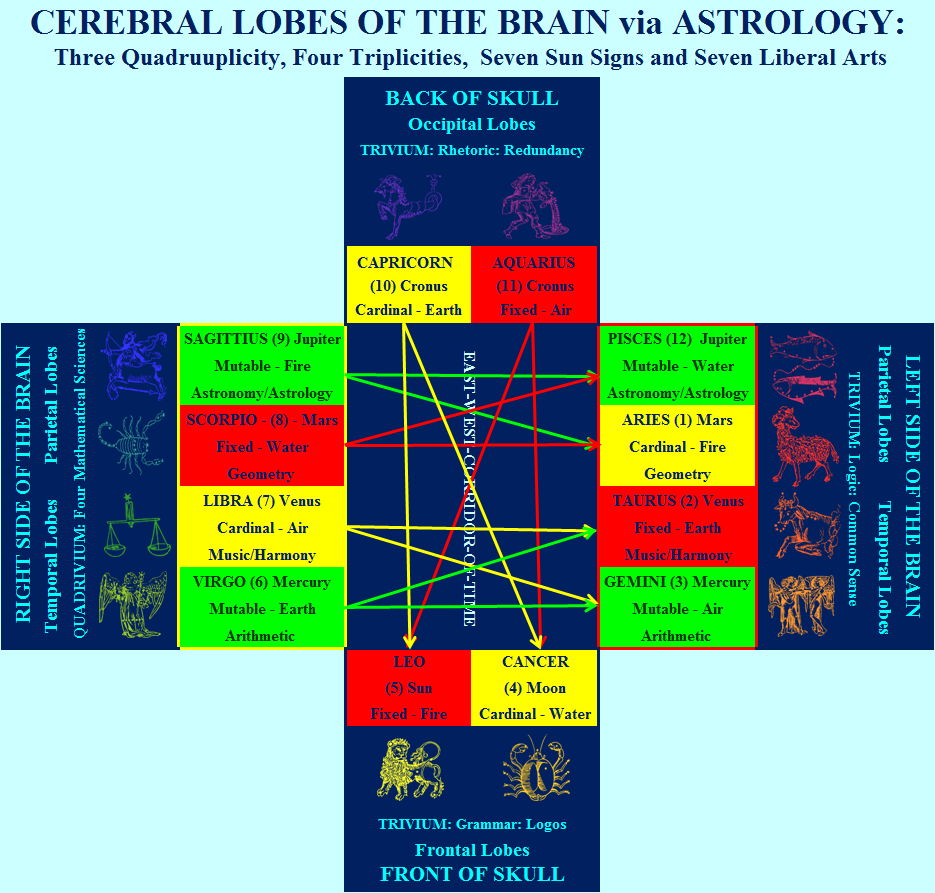 CEREBRAL LOBES OF THE BRAIN via ASTROLOGY:
Three Quadruuplicity, Four Triplicities, Seven Sun Signs and Seven Liberal Arts
BACK OF SKULL
Occipital Lobes
TRIVIUM: Rhetoric: Redundancy
CAPRICORN
(10) Cronus
Cardinal - Earth
AQUARIUS
(11) Cronus
Fixed - Air
RIGHT SIDE OF THE BRAIN
Temporal Lobes Parietal Lobes
QUADRIVIUM: Four Mathematical Sciences
SAGITTIUS (9) Jupiter
Mutable - Fire
Astronomy/Astrology
SCORPIO - (8) - Mars
Fixed - Water
Geometry
LIBRA (7) Venus
Cardinal - Air
Music/Harmony
VIRGO (6) Mercury
Mutable - Earth
Arithmetic
EAST-WEST-CORRIDOR-OF-TIME
PISCES (12) Jupiter
Mutable - Water
Astronomy/Astrology
ARIES (1) Mars
Cardinal - Fire
Geometry
TAURUS (2) Venus
Fixed - Earth
Music/Harmony
GEMINI (3) Mercury
Mutable - Air
Arithmetic
TRIVIUM: Logic: Common Sense
Parietal Lobes Temporal Lobes
LEFT SIDE OF THE BRAIN
LEO
(5) Sun
Fixed - Fire
CANCER
(4) Moon
Cardinal - Water
TRIVIUM: Grammar: Logos
Frontal Lobes
FRONT OF SKULL